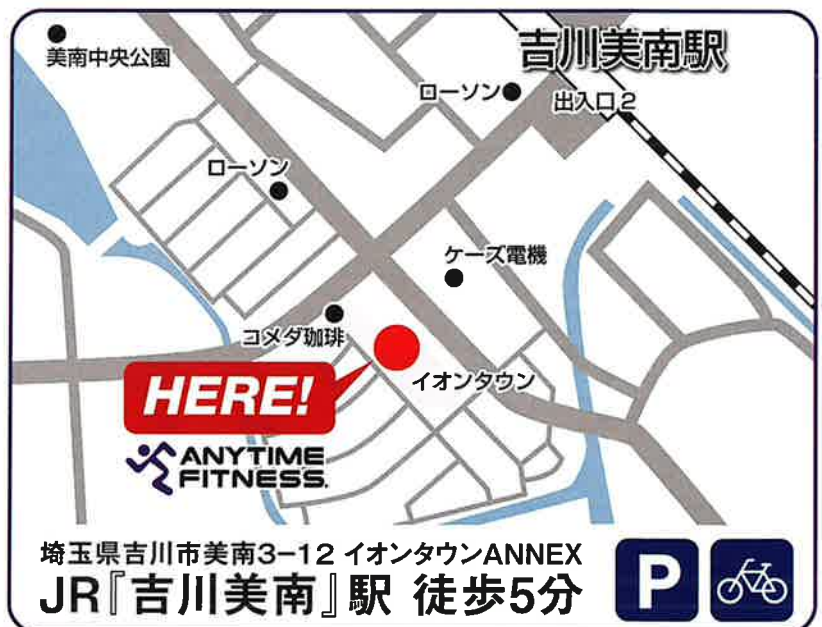 美南中央公園
吉川美南駅
ローソン
出入口2
ローソン
ケーズ電機
コメダ珈琲
イオンタウン
HERE!
ANYTIME
FITNESS.
埼玉県吉川市美南3-12 イオンタウンANNEX
JR『吉川美南』駅 徒歩5分
P